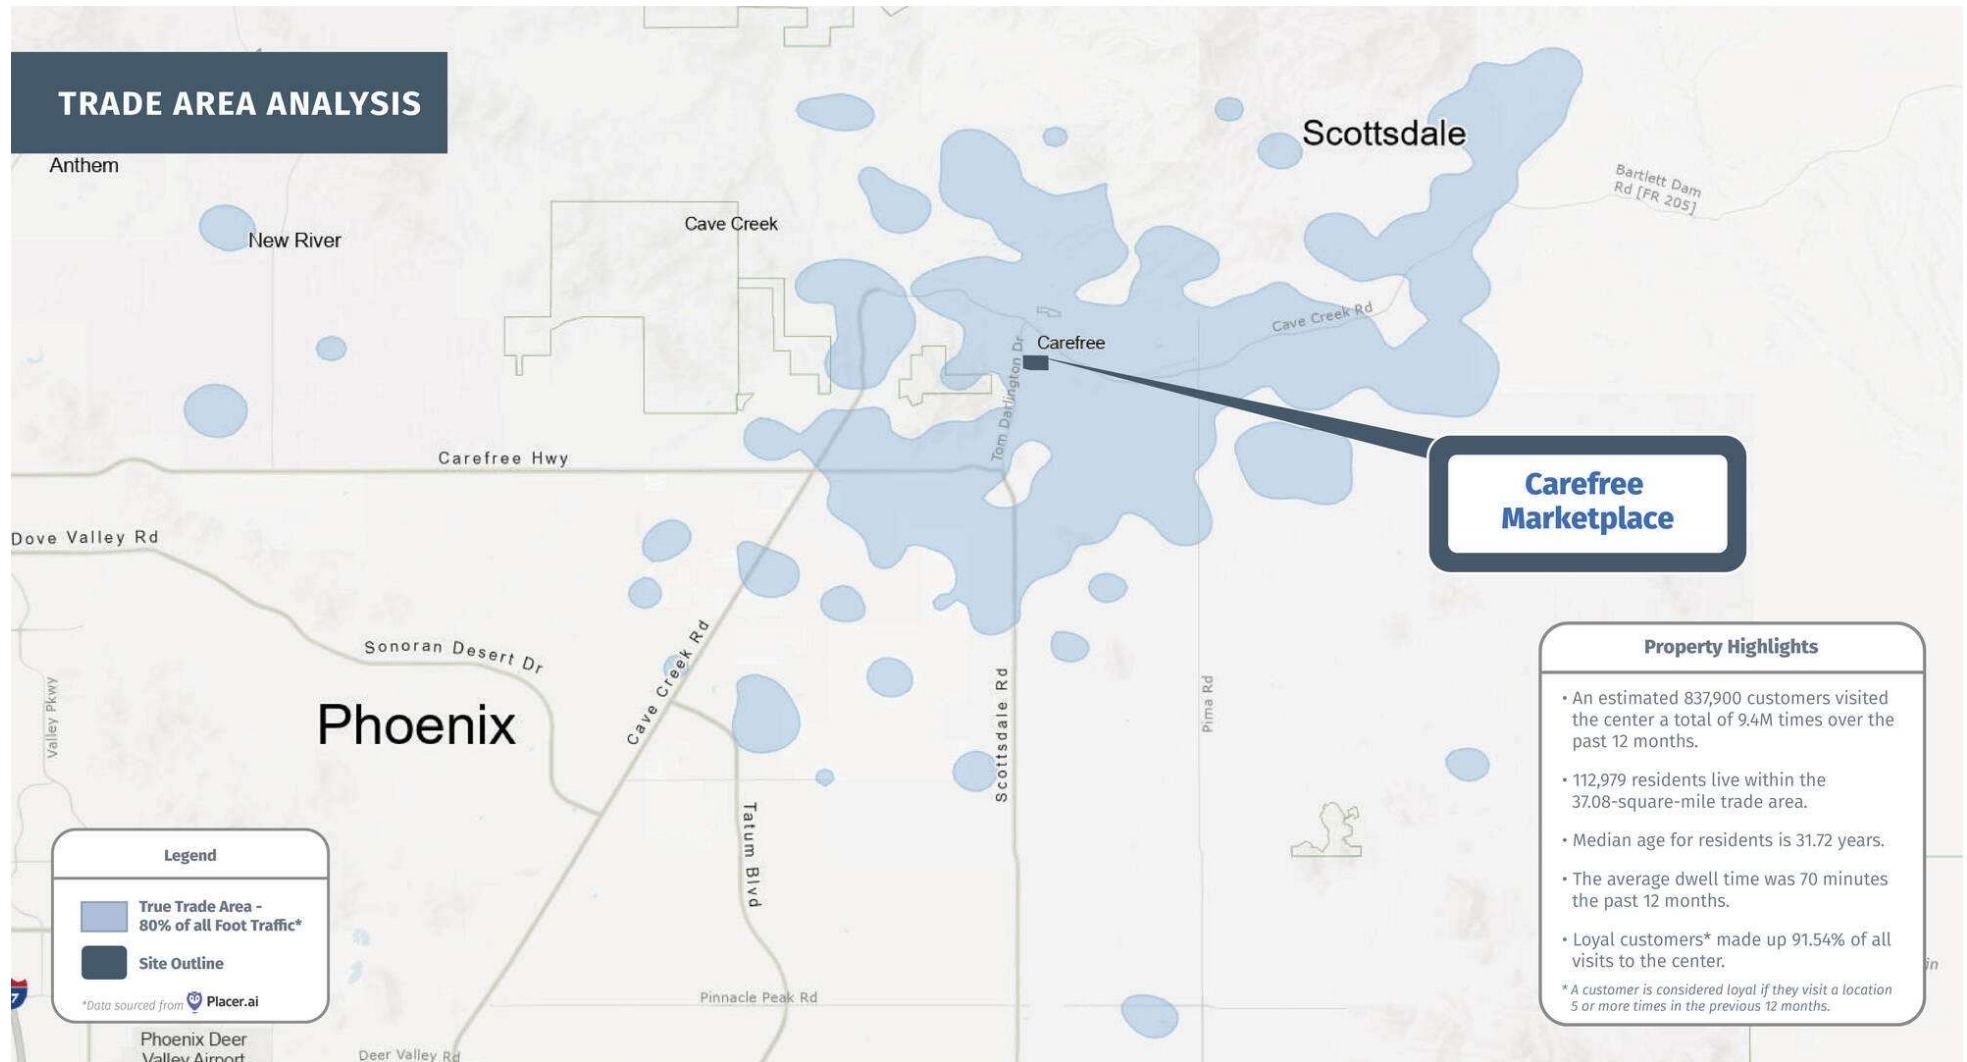 TRADE AREA ANALYSIS
Anthem
New River
Cave Creek
Scottsdale
Bartlett Dam
Rd [FR 205]
Cave Creek Rd
Carefree
Tom Darlington Dr
Carefree Hwy
Carefree
Marketplace
Dove Valley Rd
Sonoran Desert Dr
Cave Creek Rd
Phoenix
Valley Pkwy
Scottsdale Rd
Pima Rd
Tatum Blvd
Pinnacle Peak Rd
Deer Valley Rd
Phoenix Deer
Valley Airport
7
in
Legend
True Trade Area -
80% of all Foot Traffic*
Site Outline
*Data sourced from Placer.ai
Property Highlights
• An estimated 837,900 customers visited
the center a total of 9.4M times over the
past 12 months.
• 112,979 residents live within the
37.08-square-mile trade area.
• Median age for residents is 31.72 years.
• The average dwell time was 70 minutes
the past 12 months.
• Loyal customers* made up 91.54% of all
visits to the center.
* A customer is considered loyal if they visit a location
5 or more times in the previous 12 months.